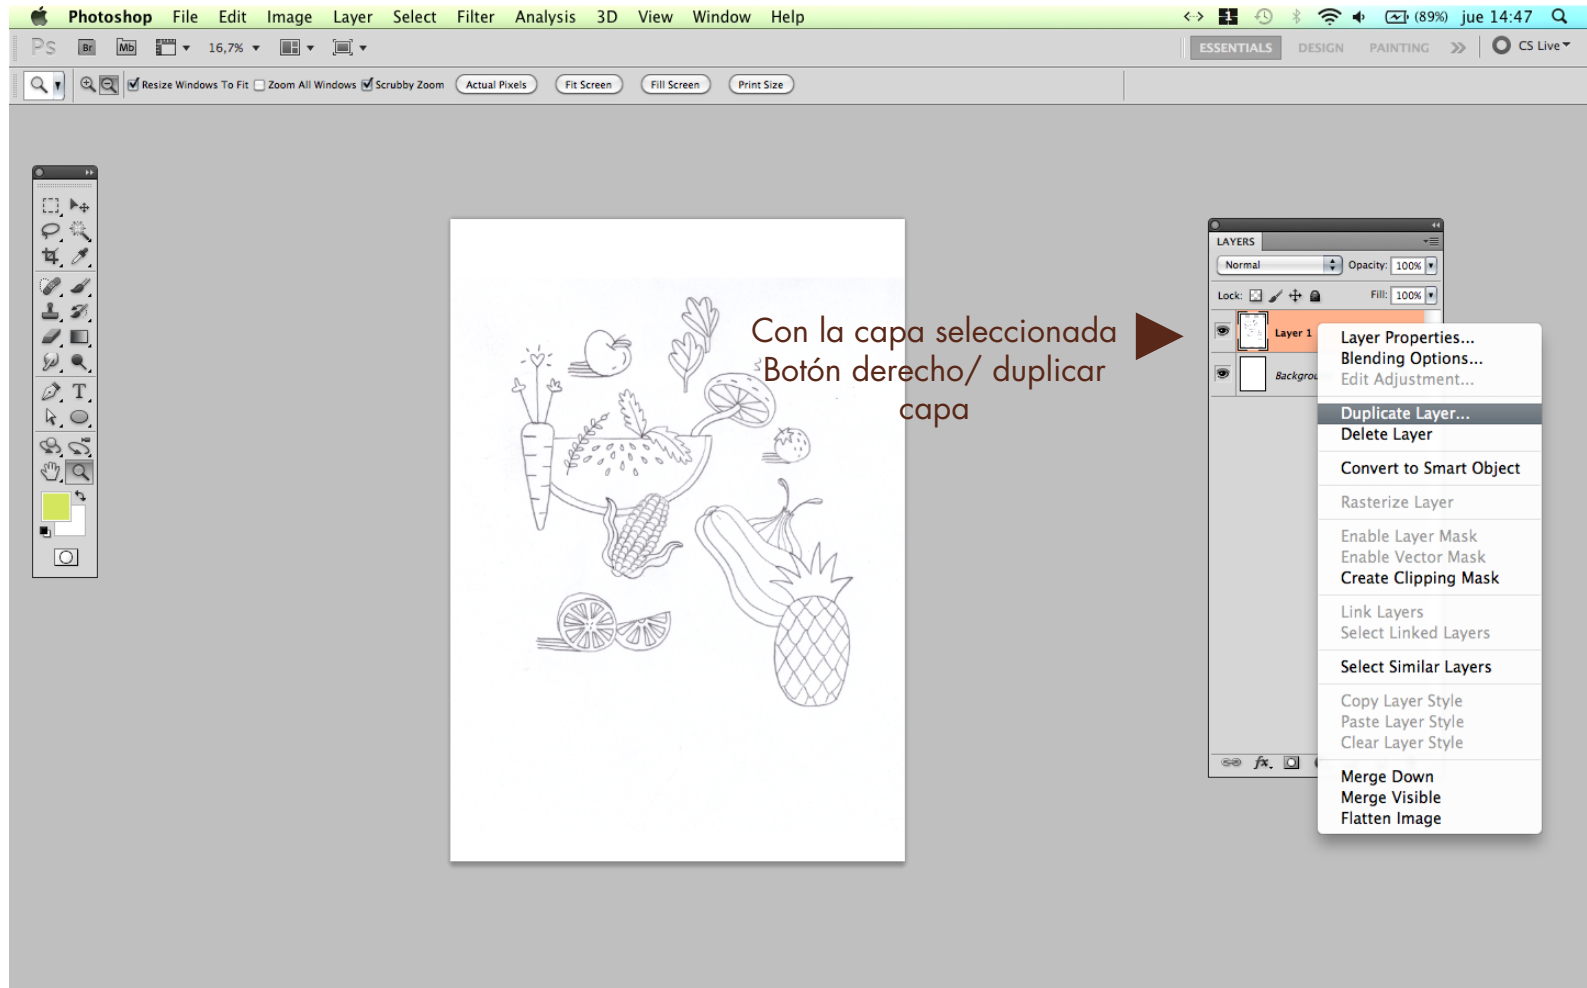 Photoshop File Edit Image Layer Select Filter Analysis 3D View Window Help
1 (89%) jue 14:47
Ps Br Mb 16,7% ESSENTIALS DESIGN PAINTING CS Live
Resize Windows To Fit Zoom All Windows Scrubby Zoom Actual Pixels Fit Screen Fill Screen Print Size
LAYERS
Normal Opacity: 100%
Lock: Fill: 100%
Layer 1
Backgrou
Con la capa seleccionada
Botón derecho/ duplicar
capa
Layer Properties...
Blending Options...
Edit Adjustment...
Duplicate Layer...
Delete Layer
Convert to Smart Object
Rasterize Layer
Enable Layer Mask
Enable Vector Mask
Create Clipping Mask
Link Layers
Select Linked Layers
Select Similar Layers
Copy Layer Style
Paste Layer Style
Clear Layer Style
Merge Down
Merge Visible
Flatten Image
T
fx